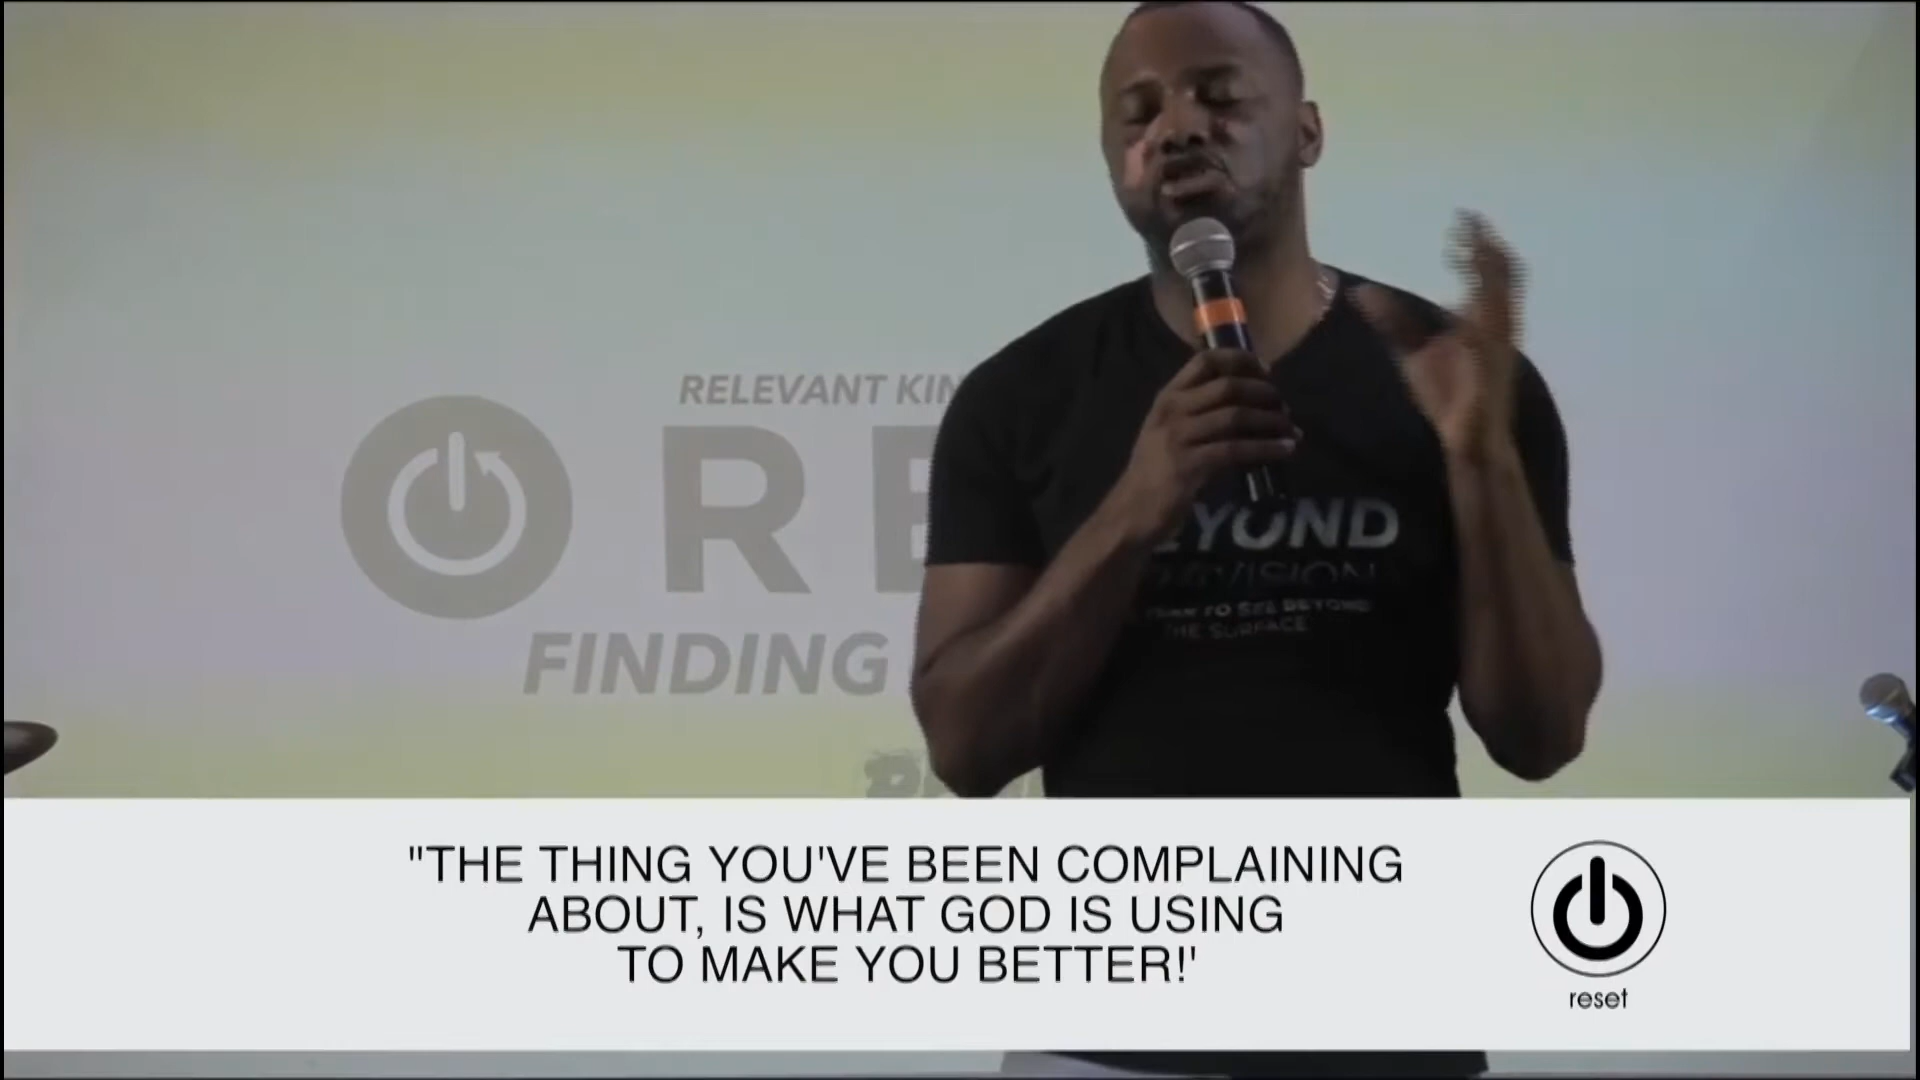 RELEVANT KIN
RE
FINDING
EYOND
VISION
TO SEE BEYOND
THE SURFACE
"THE THING YOU'VE BEEN COMPLAINING
ABOUT, IS WHAT GOD IS USING
TO MAKE YOU BETTER!'
reset